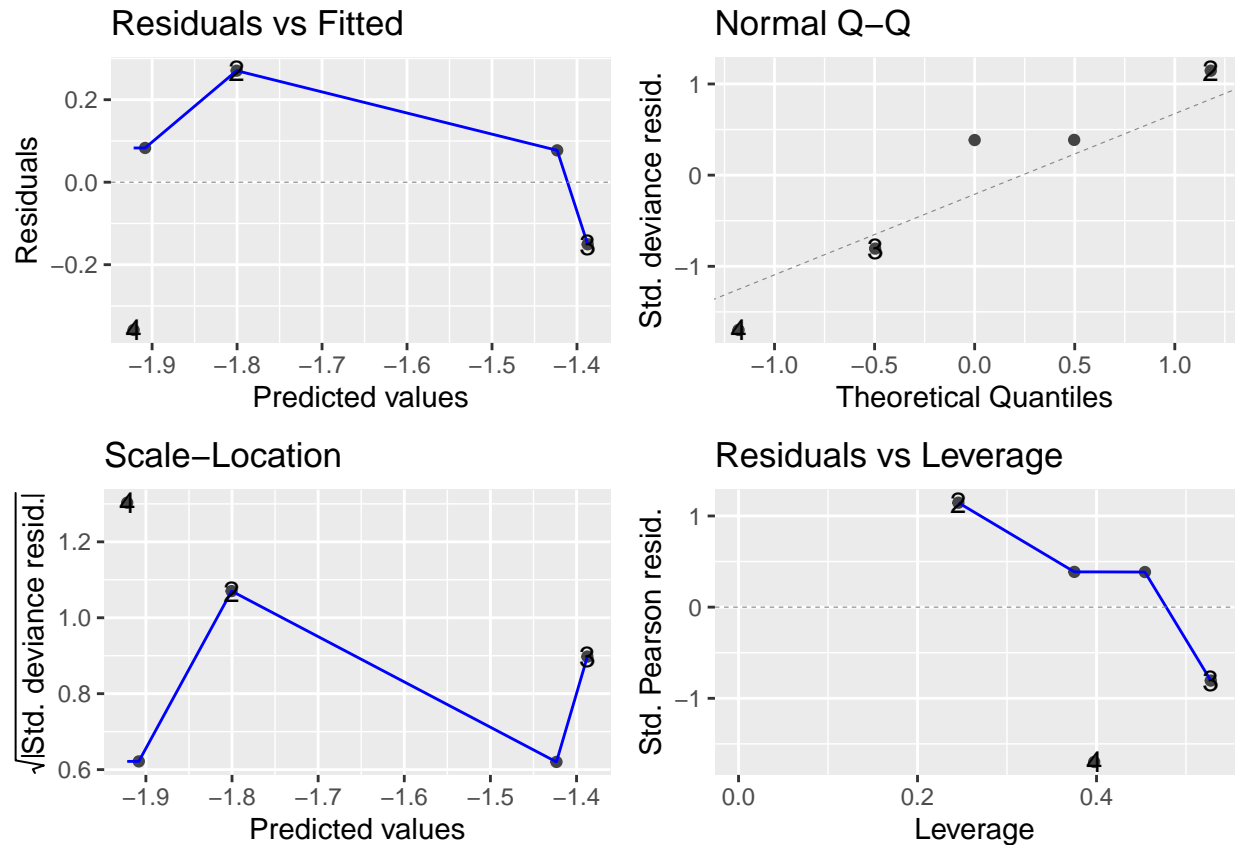 Residuals vs Fitted
Residuals
0.2
0.0
−0.2
2
3
4
−1.9 −1.8 −1.7 −1.6 −1.5 −1.4
Predicted values
Normal Q−Q
Std. deviance resid.
1
0
−1
2
3
4
−1.0 −0.5 0.0 0.5 1.0
Theoretical Quantiles
Scale−Location
√|Std. deviance resid.|
1.2
1.0
0.8
0.6
4
2
3
−1.9 −1.8 −1.7 −1.6 −1.5 −1.4
Predicted values
Residuals vs Leverage
Std. Pearson resid.
1
0
−1
2
3
4
0.0 0.2 0.4
Leverage